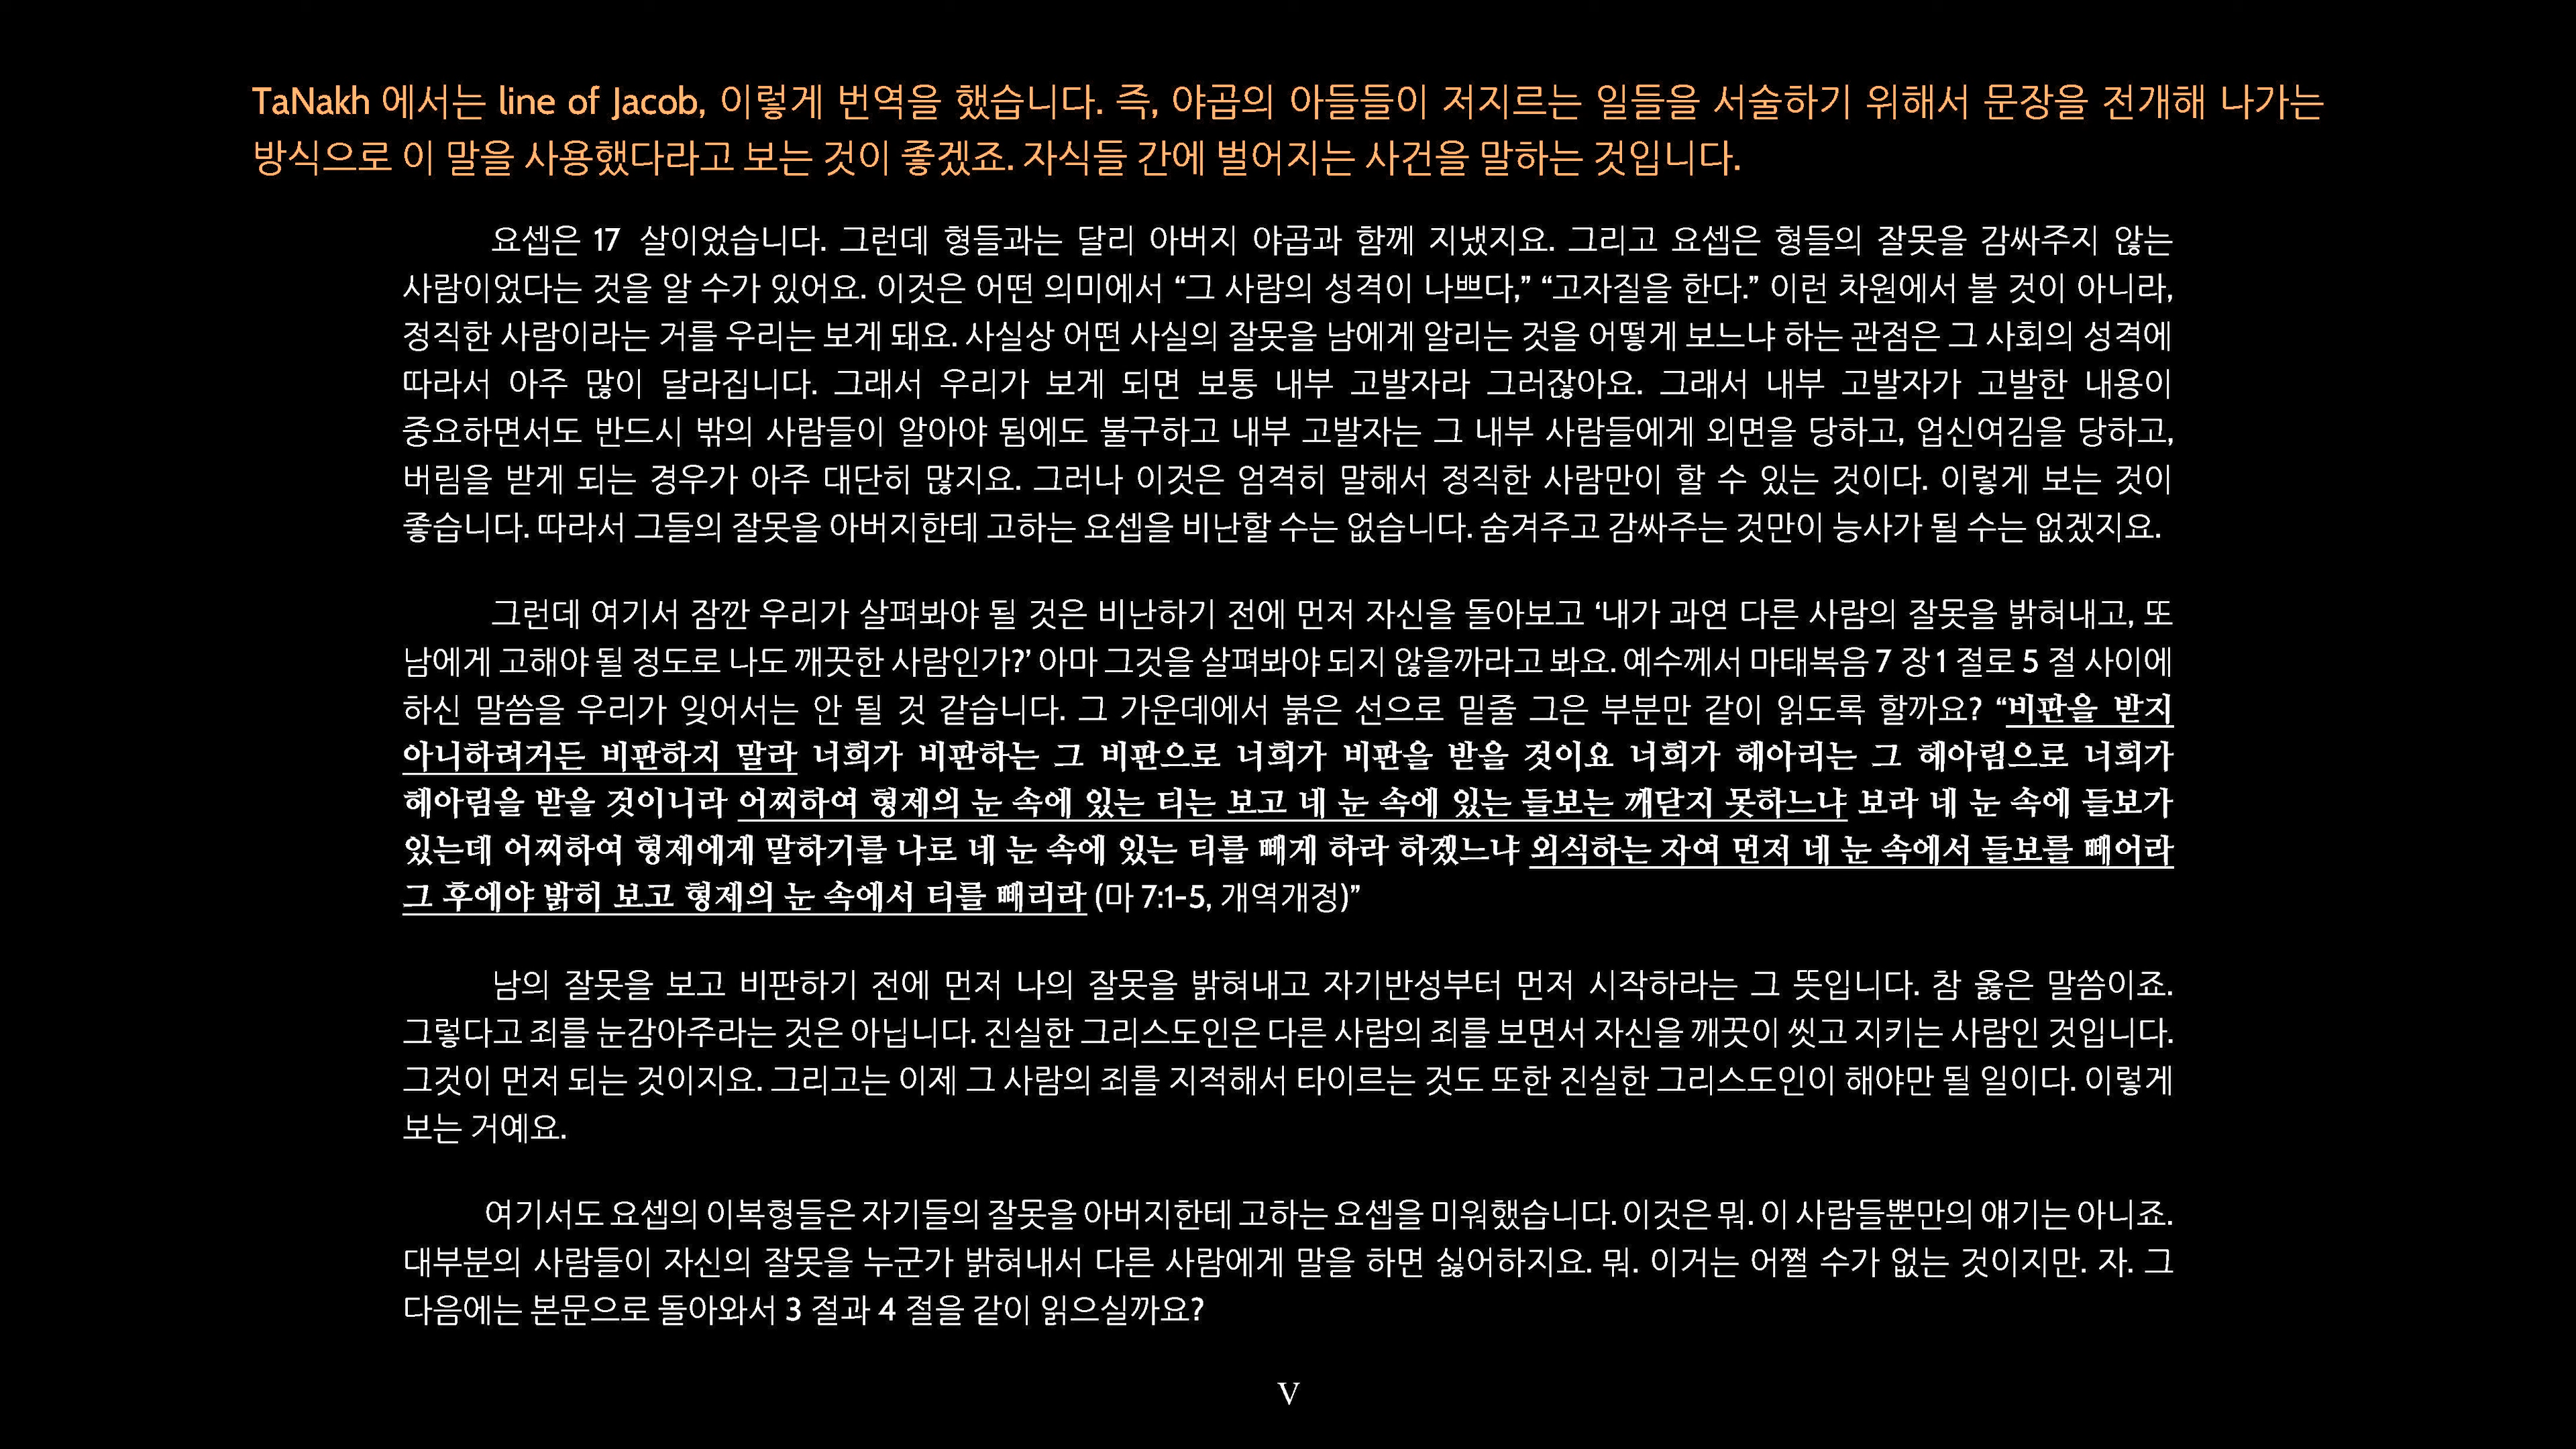 TaNakh 에서는 line of Jacob, 이렇게 번역을 했습니다. 즉, 야곱의 아들들이 저지르는 일들을 서술하기 위해서 문장을 전개해 나가는
방식으로 이 말을 사용했다라고 보는 것이 좋겠죠. 자식들 간에 벌어지는 사건을 말하는 것입니다.
요셉은 17 살이었습니다. 그런데 형들과는 달리 아버지 야곱과 함께 지냈지요. 그리고 요셉은 형들의 잘못을 감싸주지 않는
사람이었다는 것을 알 수가 있어요. 이것은 어떤 의미에서 “그 사람의 성격이 나쁘다,” “고자질을 한다.” 이런 차원에서 볼 것이 아니라,
정직한 사람이라는 거를 우리는 보게 돼요. 사실상 어떤 사실의 잘못을 남에게 알리는 것을 어떻게 보느냐 하는 관점은 그 사회의 성격에
따라서 아주 많이 달라집니다. 그래서 우리가 보게 되면 보통 내부 고발자라 그러잖아요. 그래서 내부 고발자가 고발한 내용이
중요하면서도 반드시 밖의 사람들이 알아야 됨에도 불구하고 내부 고발자는 그 내부 사람들에게 외면을 당하고, 업신여김을 당하고,
버림을 받게 되는 경우가 아주 대단히 많지요. 그러나 이것은 엄격히 말해서 정직한 사람만이 할 수 있는 것이다. 이렇게 보는 것이
좋습니다. 따라서 그들의 잘못을 아버지한테 고하는 요셉을 비난할 수는 없습니다. 숨겨주고 감싸주는 것만이 능사가 될 수는 없겠지요.
그런데 여기서 잠깐 우리가 살펴봐야 될 것은 비난하기 전에 먼저 자신을 돌아보고 ‘내가 과연 다른 사람의 잘못을 밝혀내고, 또
남에게 고해야 될 정도로 나도 깨끗한 사람인가?’ 아마 그것을 살펴봐야 되지 않을까라고 봐요. 예수께서 마태복음 7 장 1 절로 5 절 사이에
하신 말씀을 우리가 잊어서는 안 될 것 같습니다. 그 가운데에서 붉은 선으로 밑줄 그은 부분만 같이 읽도록 할까요? “비판을 받지
아니하려거든 비판하지 말라 너희가 비판하는 그 비판으로 너희가 비판을 받을 것이요 너희가 헤아리는 그 헤아림으로 너희가
헤아림을 받을 것이니라 어찌하여 형제의 눈 속에 있는 티는 보고 네 눈 속에 있는 들보는 깨닫지 못하느냐 보라 네 눈 속에 들보가
있는데 어찌하여 형제에게 말하기를 나로 네 눈 속에 있는 티를 빼게 하라 하겠느냐 외식하는 자여 먼저 네 눈 속에서 들보를 빼어라
그 후에야 밝히 보고 형제의 눈 속에서 티를 빼리라 (마 7:1-5, 개역개정)”
남의 잘못을 보고 비판하기 전에 먼저 나의 잘못을 밝혀내고 자기반성부터 먼저 시작하라는 그 뜻입니다. 참 옳은 말씀이죠.
그렇다고 죄를 눈감아주라는 것은 아닙니다. 진실한 그리스도인은 다른 사람의 죄를 보면서 자신을 깨끗이 씻고 지키는 사람인 것입니다.
그것이 먼저 되는 것이지요. 그리고는 이제 그 사람의 죄를 지적해서 타이르는 것도 또한 진실한 그리스도인이 해야만 될 일이다. 이렇게
보는 거예요.
여기서도 요셉의 이복형들은 자기들의 잘못을 아버지한테 고하는 요셉을 미워했습니다. 이것은 뭐. 이 사람들뿐만의 얘기는 아니죠.
대부분의 사람들이 자신의 잘못을 누군가 밝혀내서 다른 사람에게 말을 하면 싫어하지요. 뭐. 이거는 어쩔 수가 없는 것이지만. 자. 그
다음에는 본문으로 돌아와서 3 절과 4 절을 같이 읽으실까요?
V